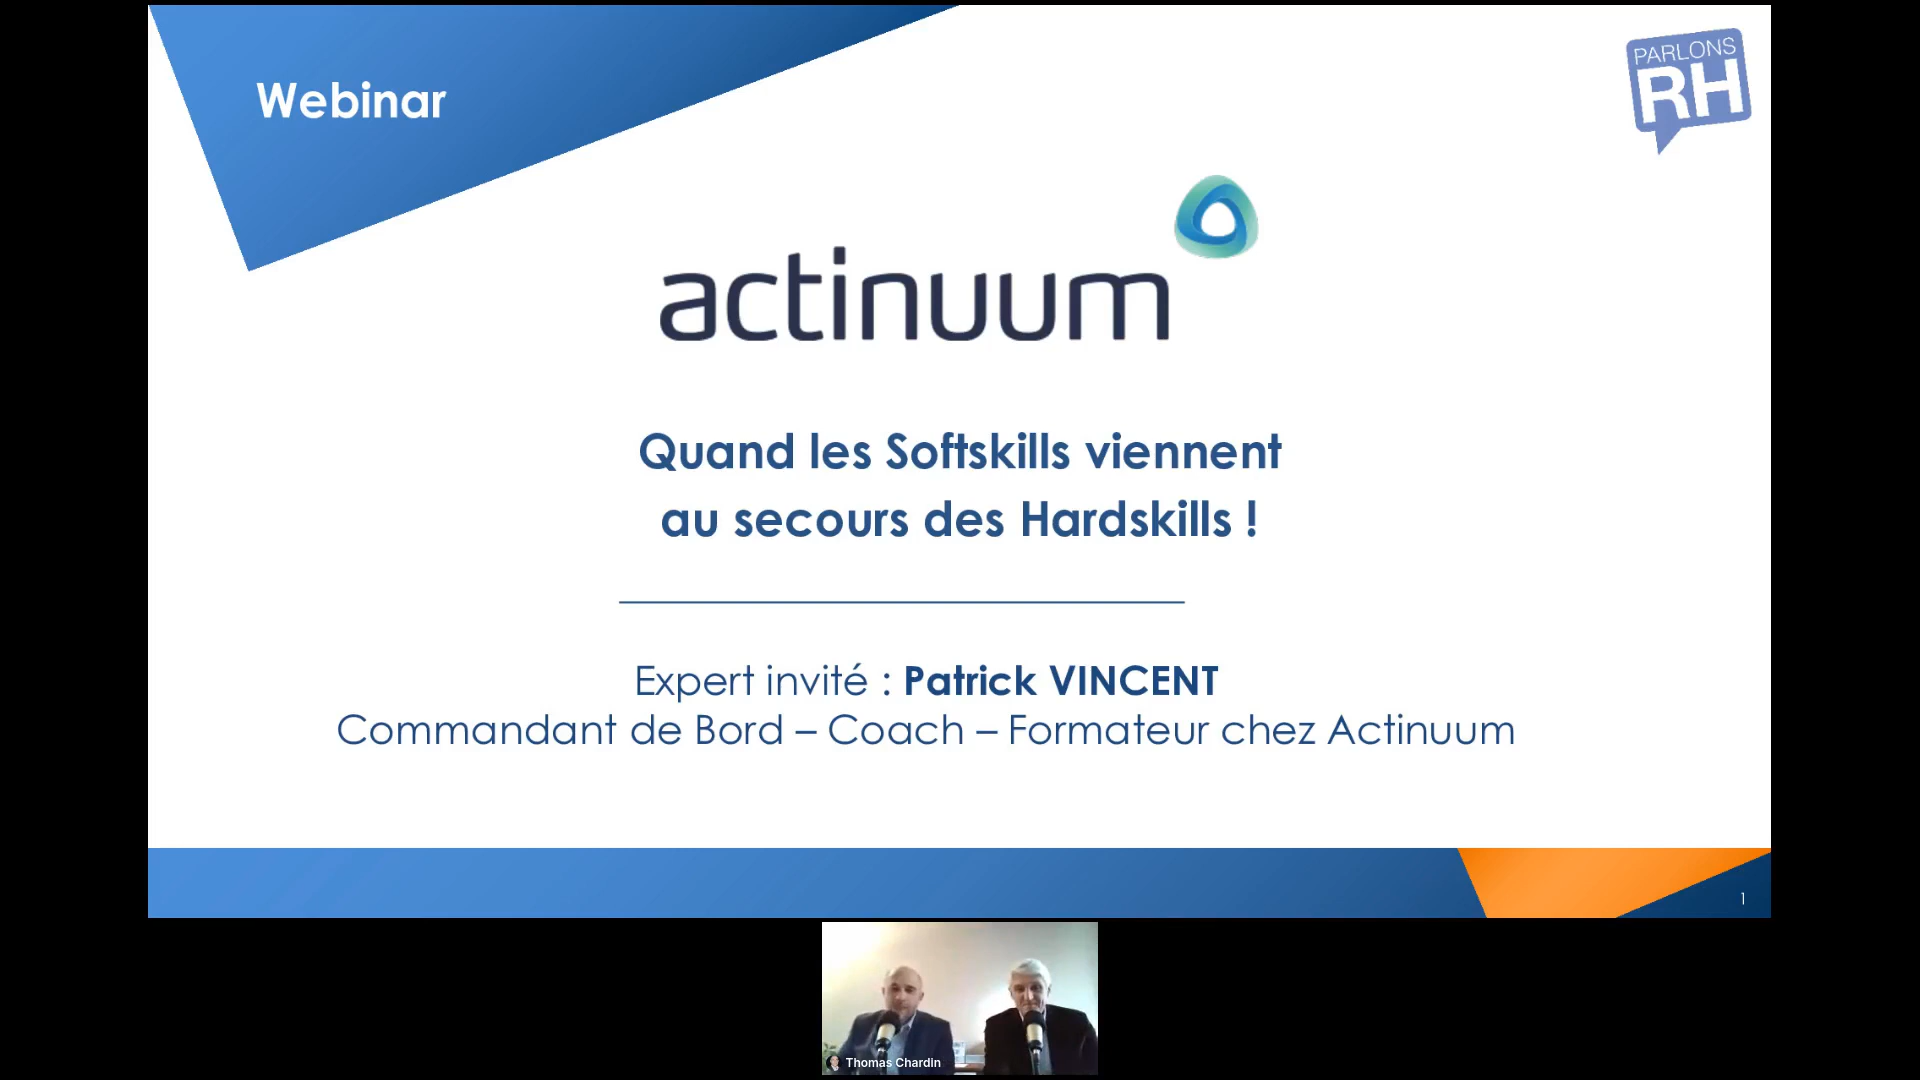 Webinar
PARLONS
RH
actinuum
Quand les Softskills viennent
au secours des Hardskills !
Expert invité : Patrick VINCENT
Commandant de Bord – Coach – Formateur chez Actinuum
1
Thomas Chardin